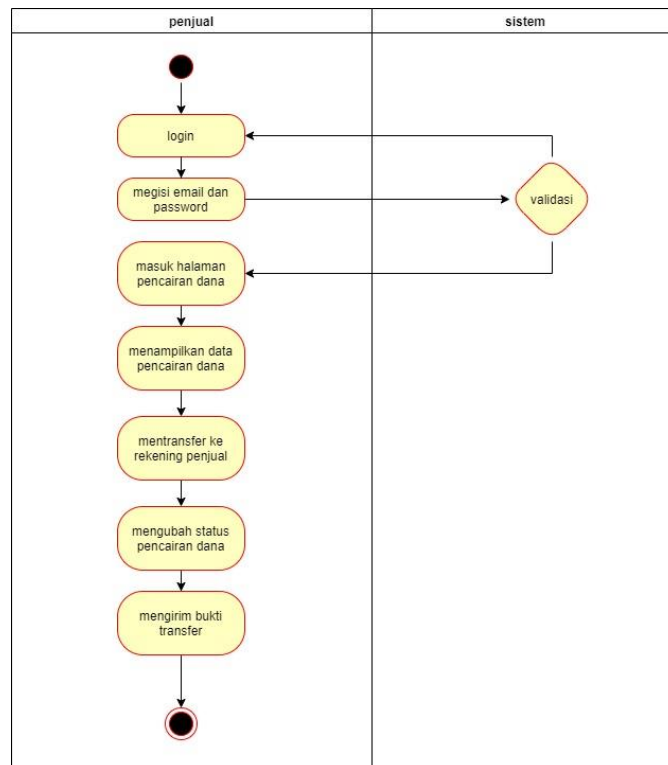 penjual
sistem
login
megisi email dan
password
validasi
masuk halaman
pencairan dana
menampilkan data
pencairan dana
mentransfer ke
rekening penjual
mengubah status
pencairan dana
mengirim bukti
transfer